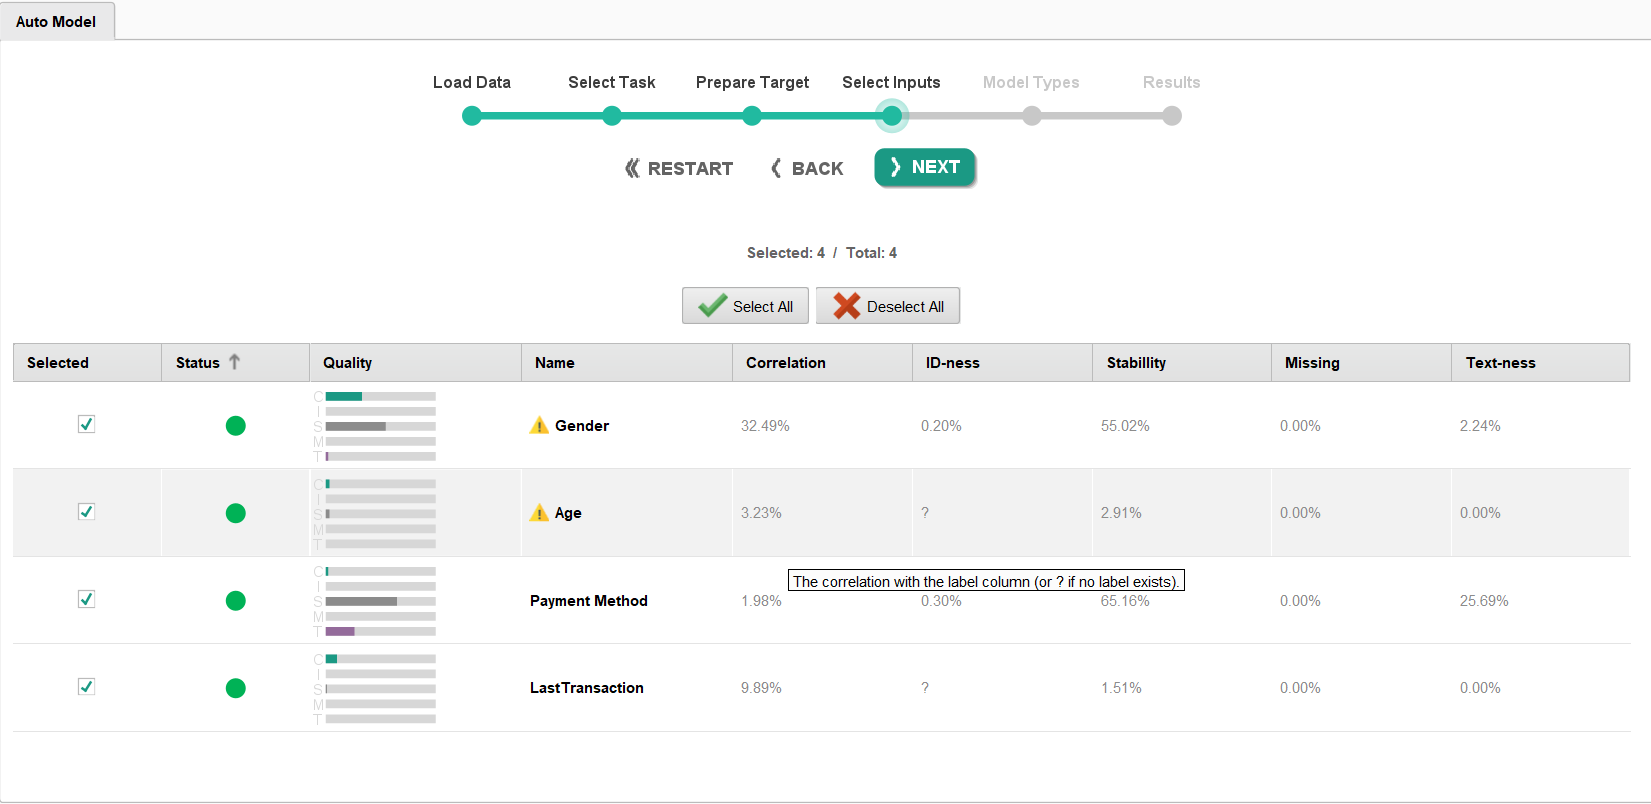 Auto Model
Load Data Select Task Prepare Target Select Inputs Model Types Results
RESTART BACK NEXT
Selected: 4 / Total: 4
Select All Deselect All
Selected Status Quality Name Correlation ID-ness Stabillity Missing Text-ness
C
I
S
M
T
Gender 32.49% 0.20% 55.02% 0.00% 2.24%
C
I
S
M
T
Age 3.23% ? 2.91% 0.00% 0.00%
The correlation with the label column (or ? if no label exists).
C
I
S
M
T
Payment Method 1.98% 0.30% 65.16% 0.00% 25.69%
C
I
S
M
T
LastTransaction 9.89% ? 1.51% 0.00% 0.00%